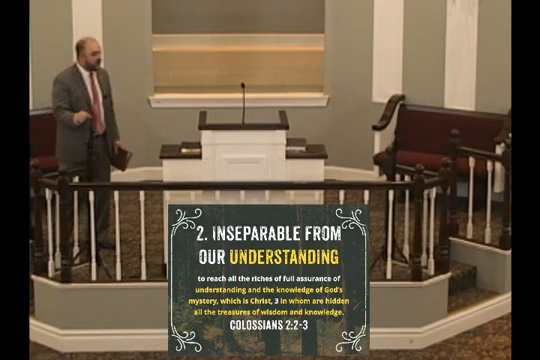 2. INSEPARABLE FROM
OUR UNDERSTANDING
to reach all the riches of full assurance of
understanding and the knowledge of God's
mystery, which is Christ, 3 in whom are hidden
all the treasures of wisdom and knowledge.
COLOSSIANS 2:2-3